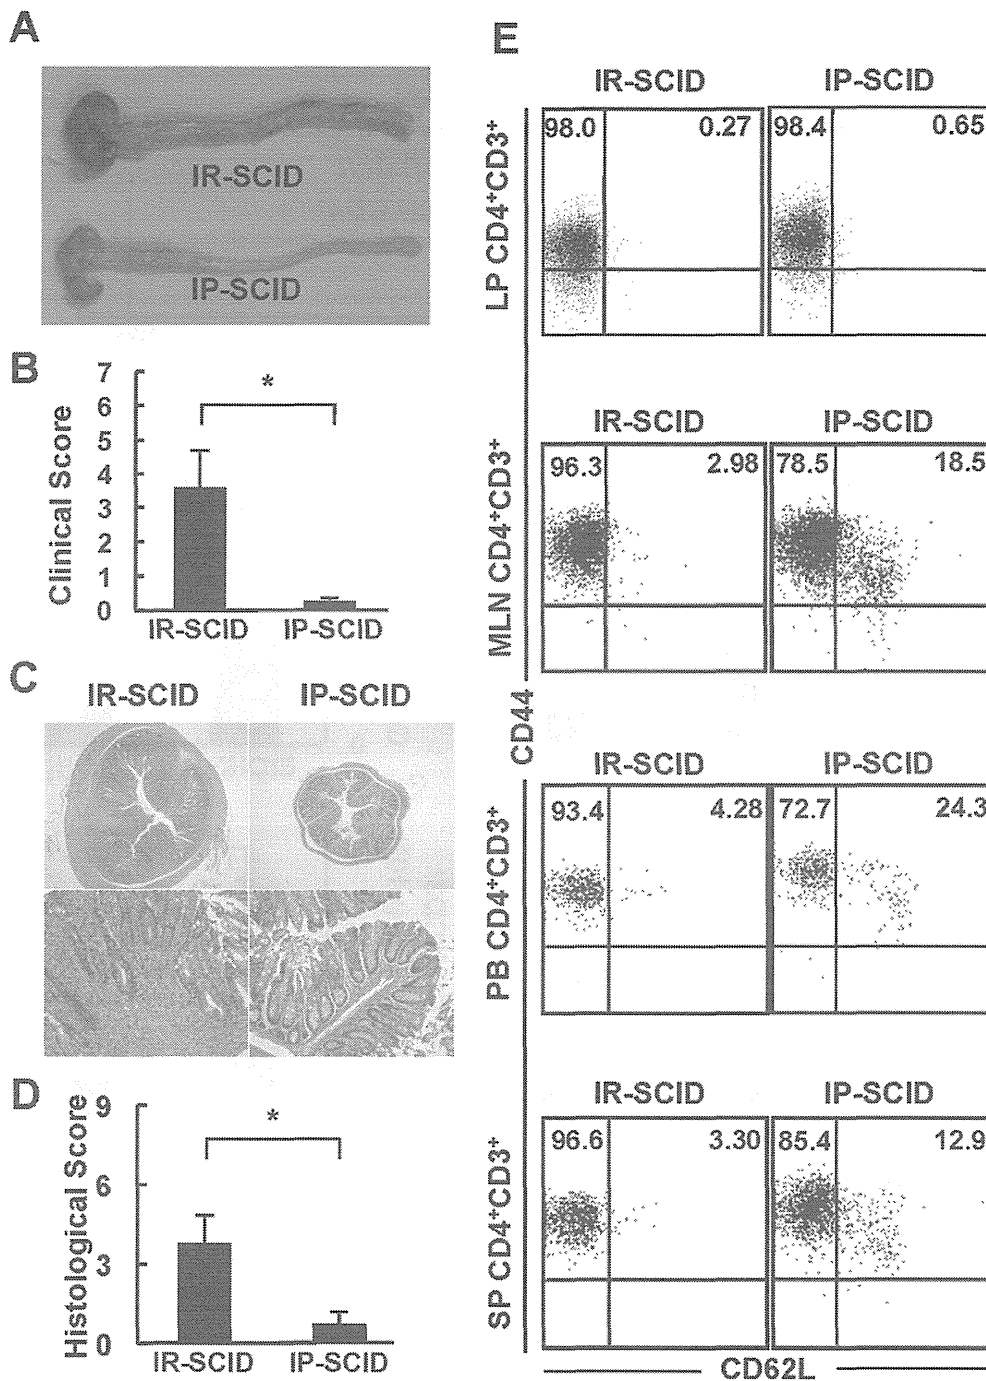 A
IR-SCID
IP-SCID
B
Clinical Score
7
6
5
4
3
2
1
0
*
IR-SCID IP-SCID
C
IR-SCID IP-SCID
D
Histological Score
9
6
3
0
*
IR-SCID IP-SCID
E
IR-SCID IP-SCID
LP CD4⁺CD3⁺
98.0 0.27 98.4 0.65
IR-SCID IP-SCID
MLN CD4⁺CD3⁺
96.3 2.98 78.5 18.5
CD44
IR-SCID IP-SCID
PB CD4⁺CD3⁺
93.4 4.28 72.7 24.3
IR-SCID IP-SCID
SP CD4⁺CD3⁺
96.6 3.30 85.4 12.9
CD62L